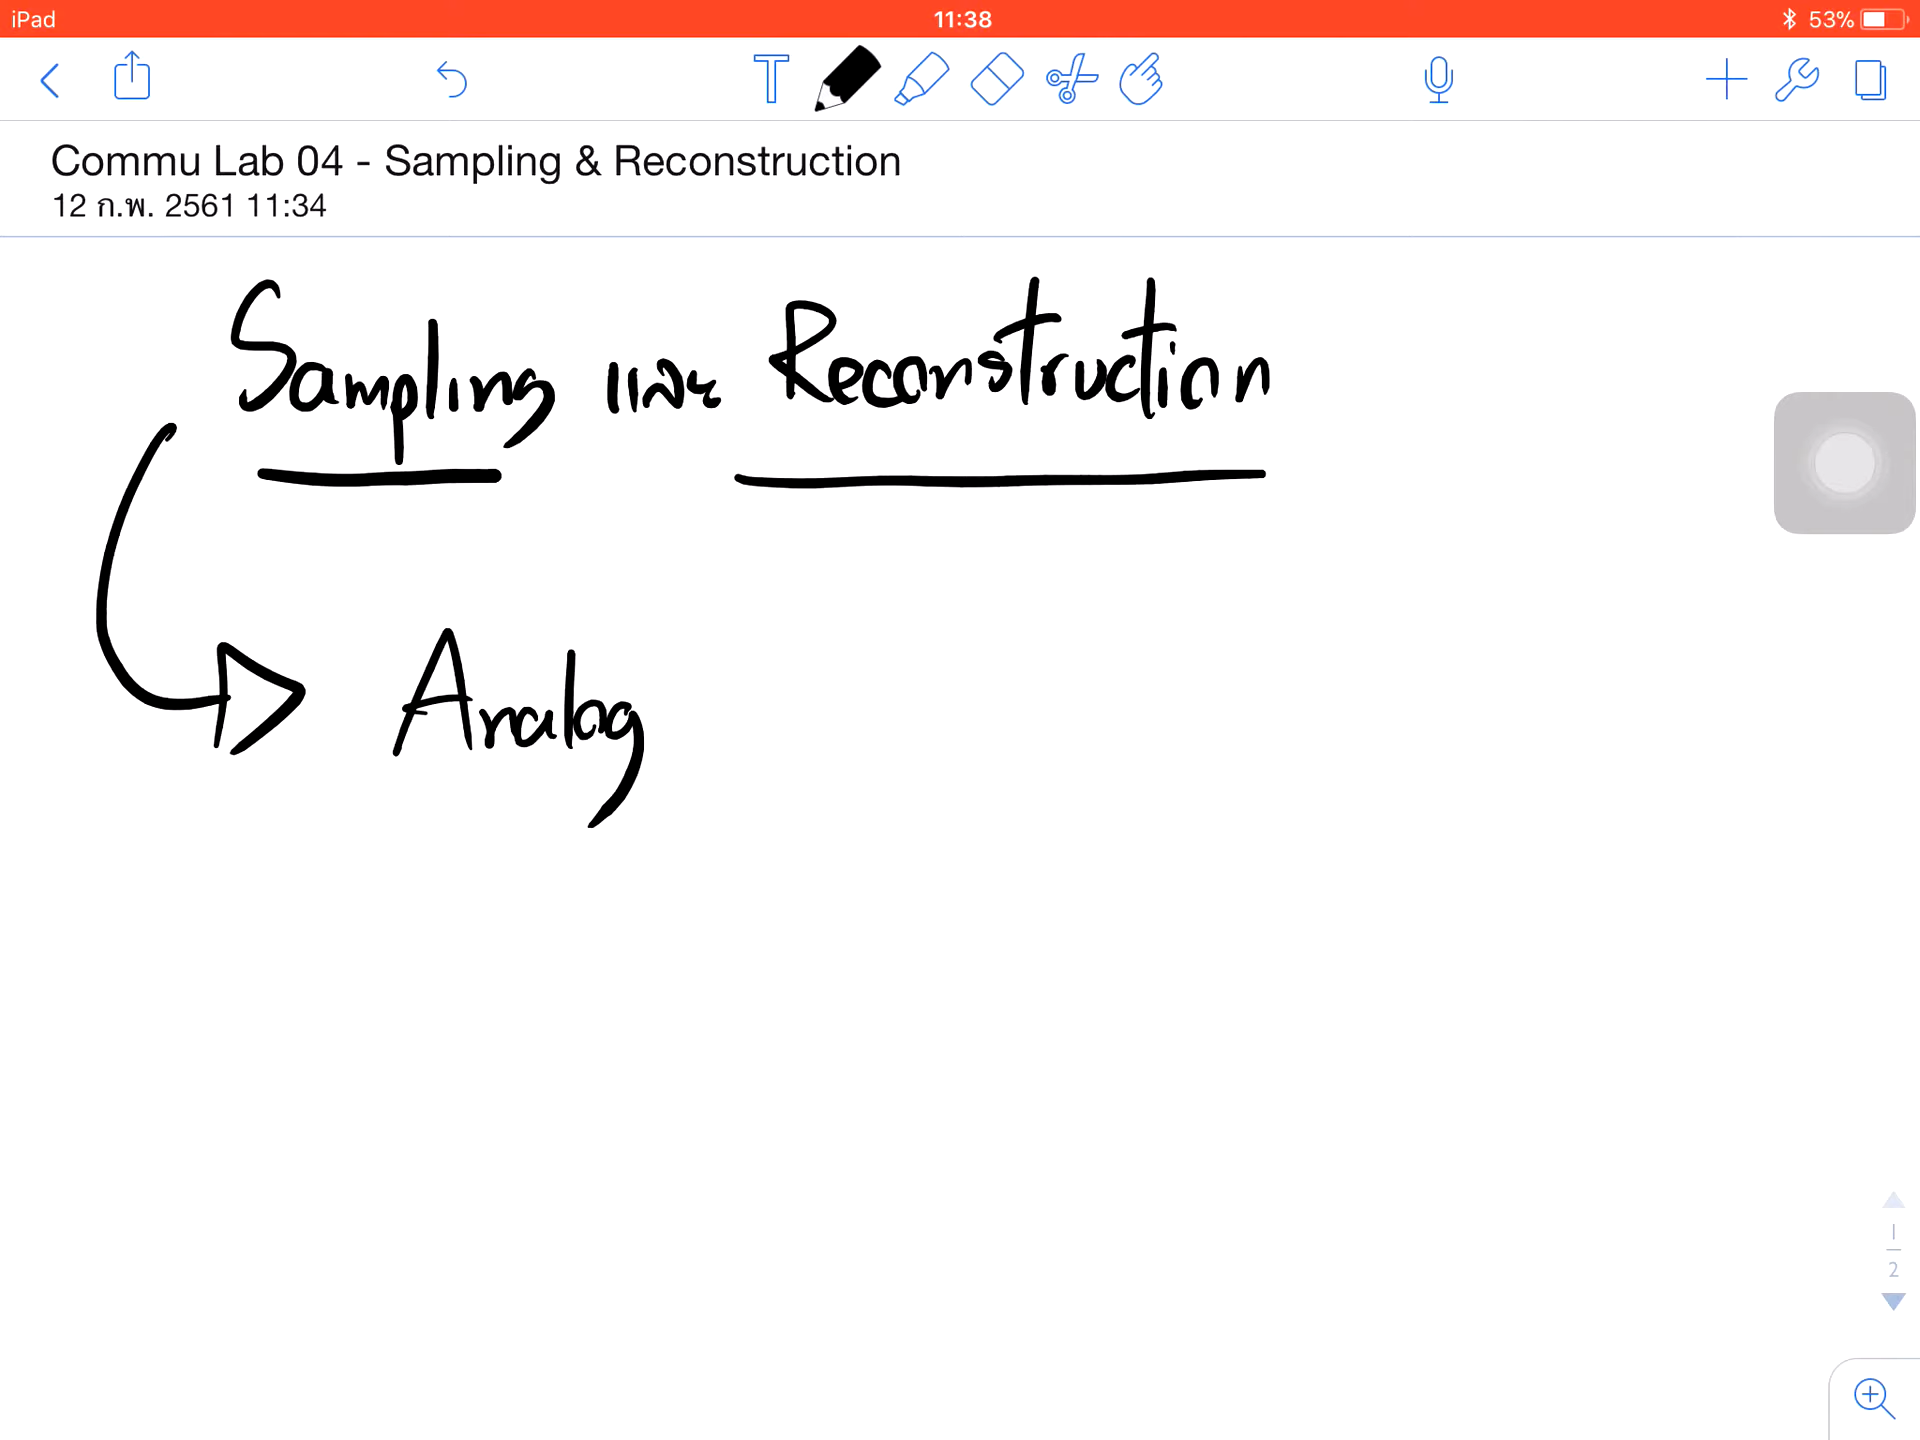 iPad 11:38 53%
T
Commu Lab 04 - Sampling & Reconstruction
12 ก.พ. 2561 11:34
Sampling และ Reconstruction
Analog
1
2